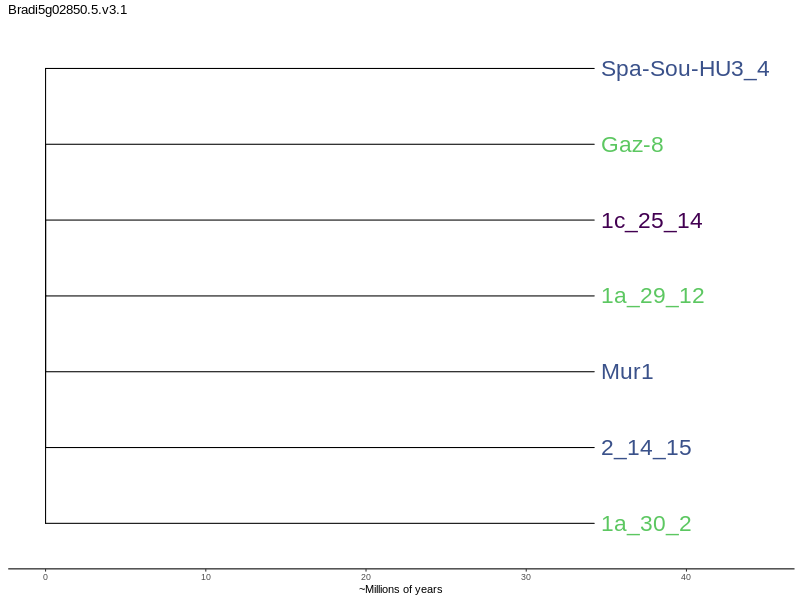 Bradi5g02850.5.v3.1
Spa-Sou-HU3_4
Gaz-8
1c_25_14
1a_29_12
Mur1
2_14_15
1a_30_2
0 10 20 30 40
~Millions of years